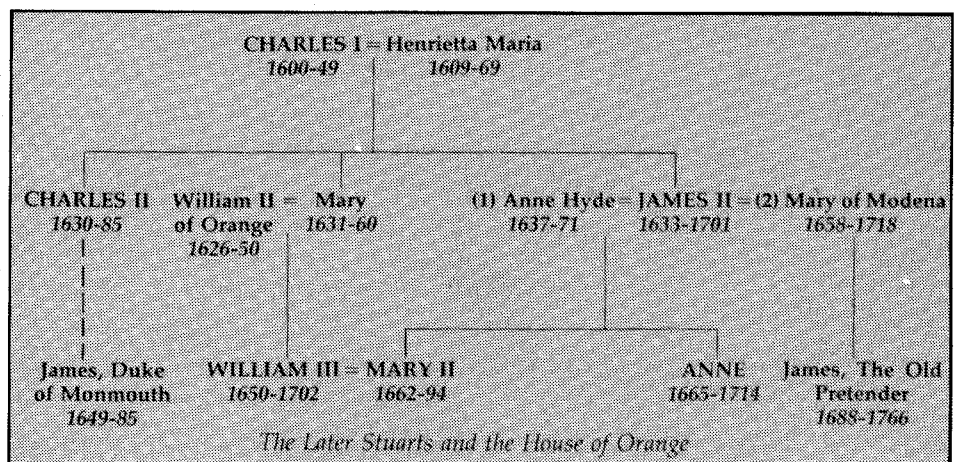 CHARLES I = Henrietta Maria
1600-49 1609-69
CHARLES II William II = Mary (1) Anne Hyde = JAMES II = (2) Mary of Modena
1630-85 of Orange 1631-60 1637-71 1633-1701 1658-1718
1626-50
James, Duke WILLIAM III = MARY II ANNE James, The Old
of Monmouth 1650-1702 1662-94 1665-1714 Pretender
1649-85 1688-1766
The Later Stuarts and the House of Orange